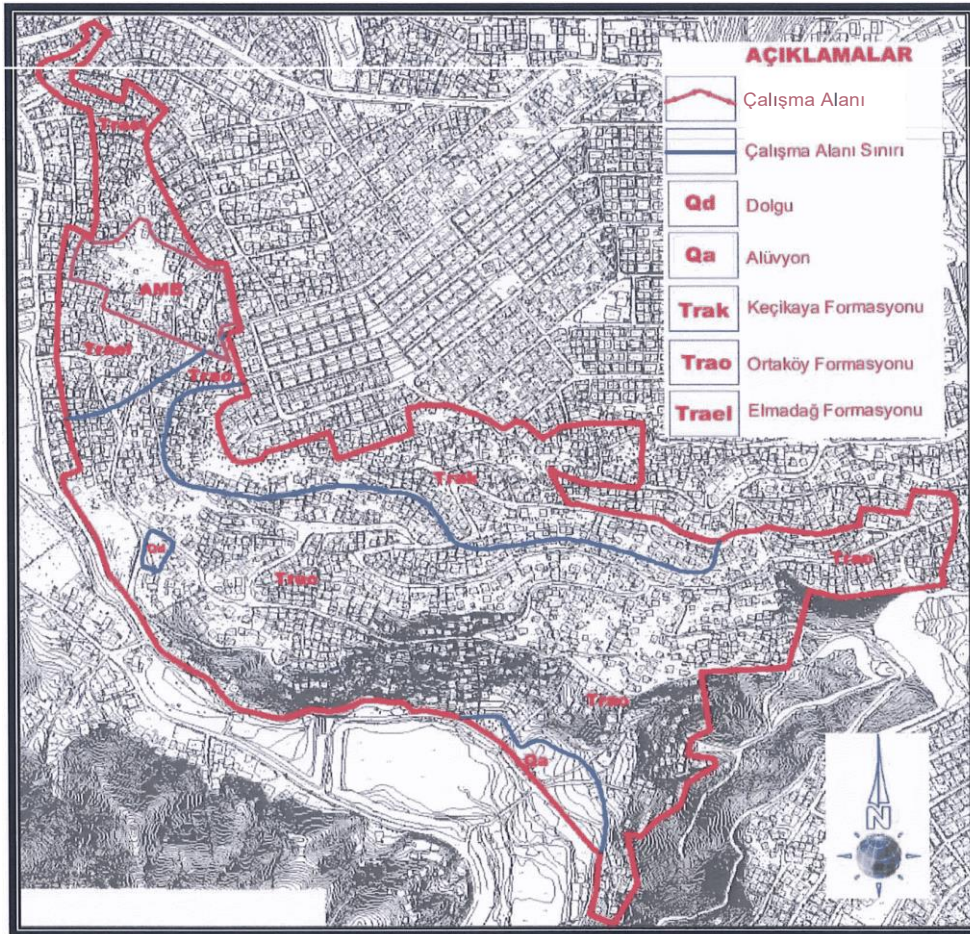 AÇIKLAMALAR
Çalışma Alanı
Çalışma Alanı Sınırı
Qd Dolgu
Qa Alüvyon
Trak Keçikaya Formasyonu
Trao Ortaköy Formasyonu
Trael Elmadağ Formasyonu
Trael
AMB
Trael
Trao
Trak
Qd
Trao
Trao
Trao
Qa
N